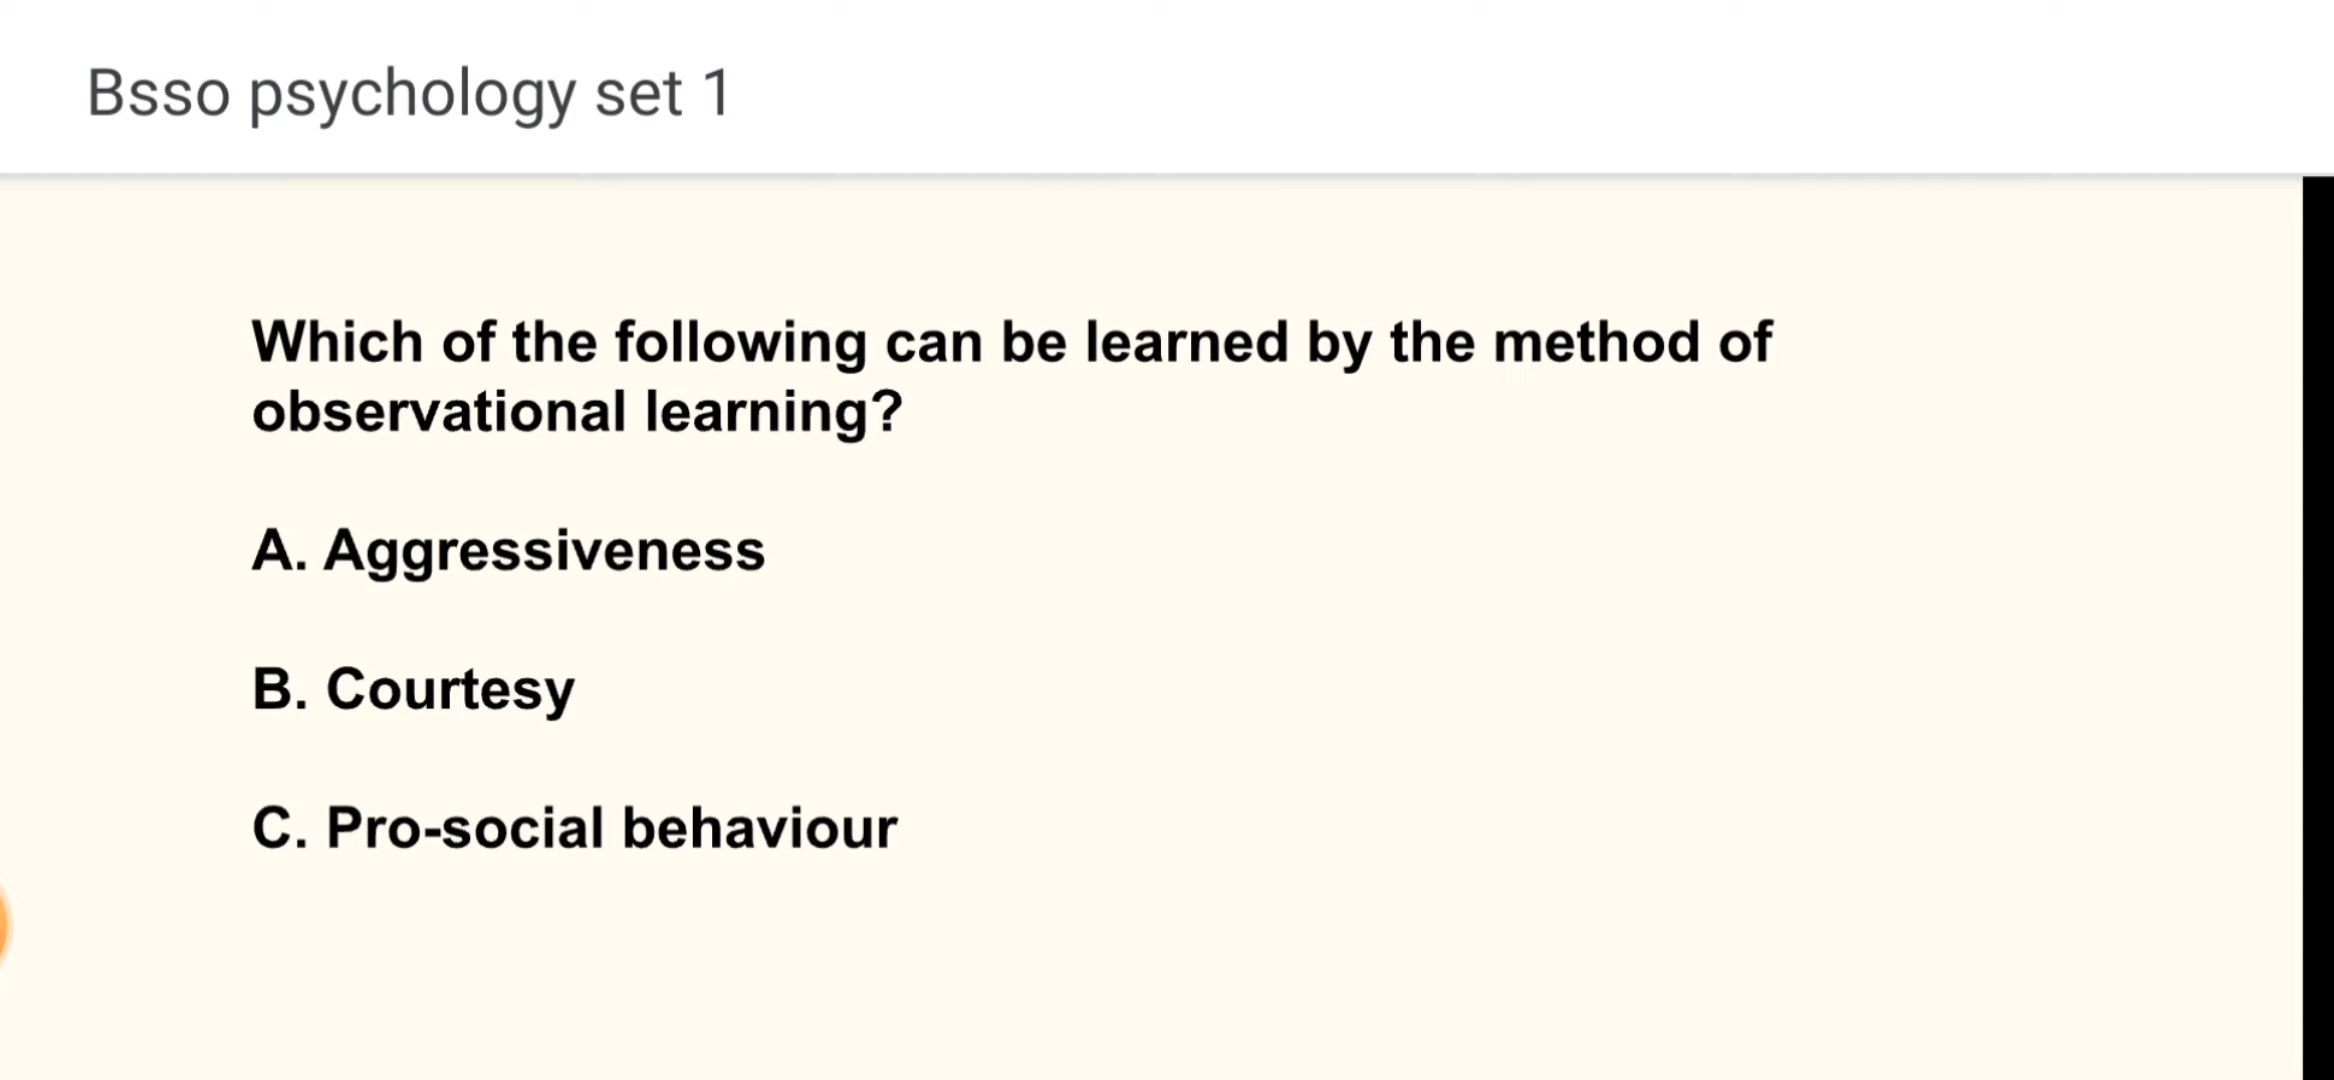 Bsso psychology set 1
Which of the following can be learned by the method of
observational learning?
A. Aggressiveness
B. Courtesy
C. Pro-social behaviour